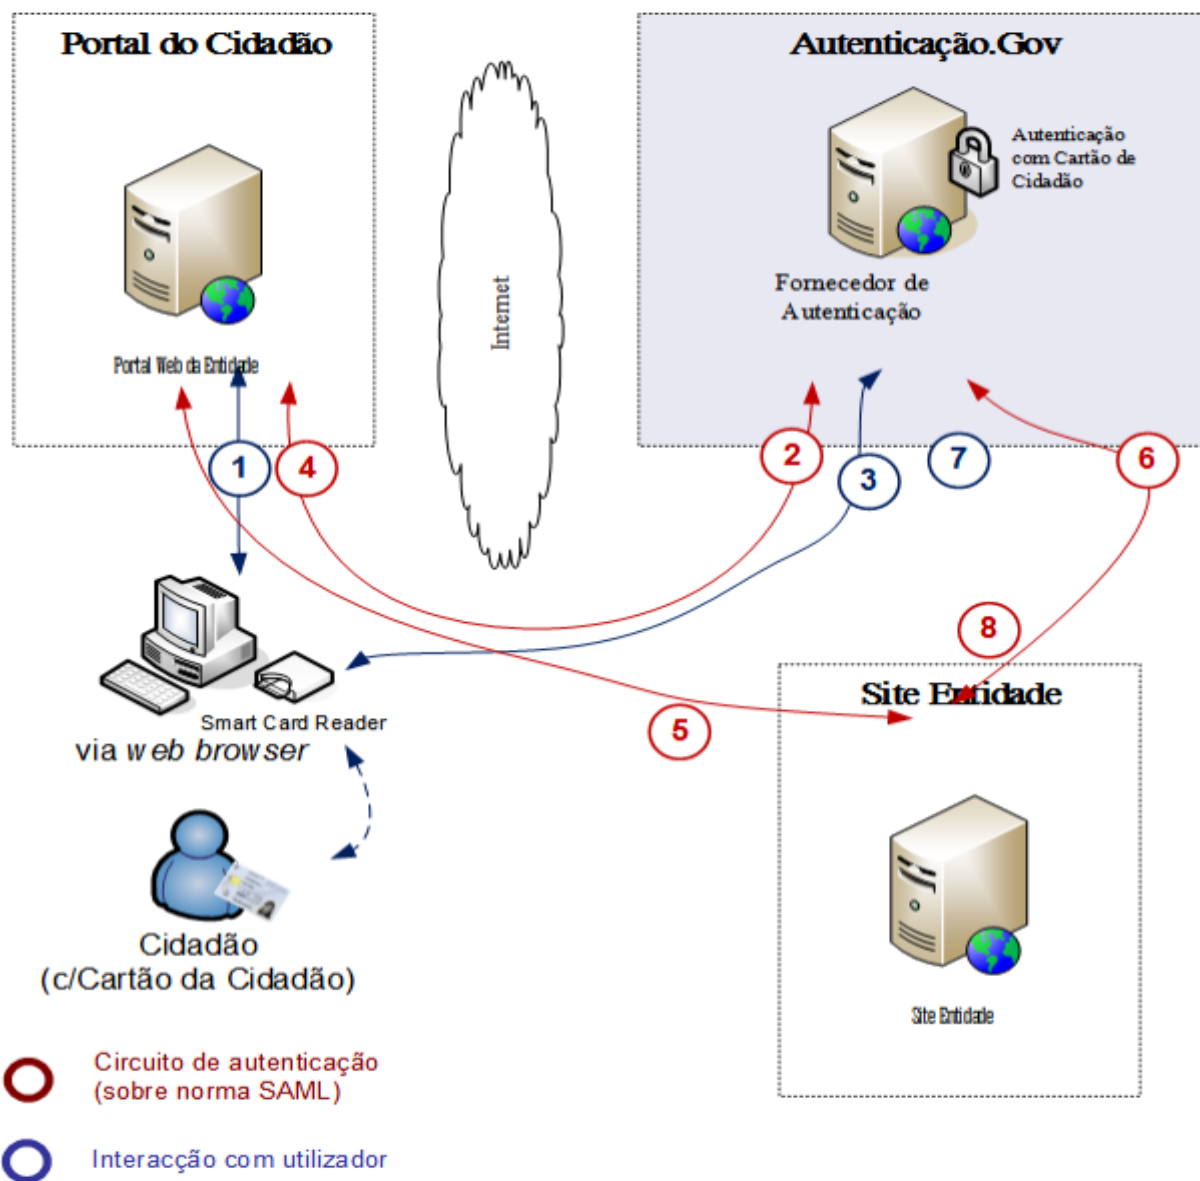 Portal do Cidadão
Autenticação.Gov
Autenticação
com Cartão de
Cidadão
Fornecedor de
Autenticação
Internet
Portal Web da Entidade
1
4
2
3
7
6
8
5
Site Entidade
Smart Card Reader
via web browser
Cidadão
(c/Cartão da Cidadão)
Site Entidade
Circuito de autenticação
(sobre norma SAML)
Interacção com utilizador